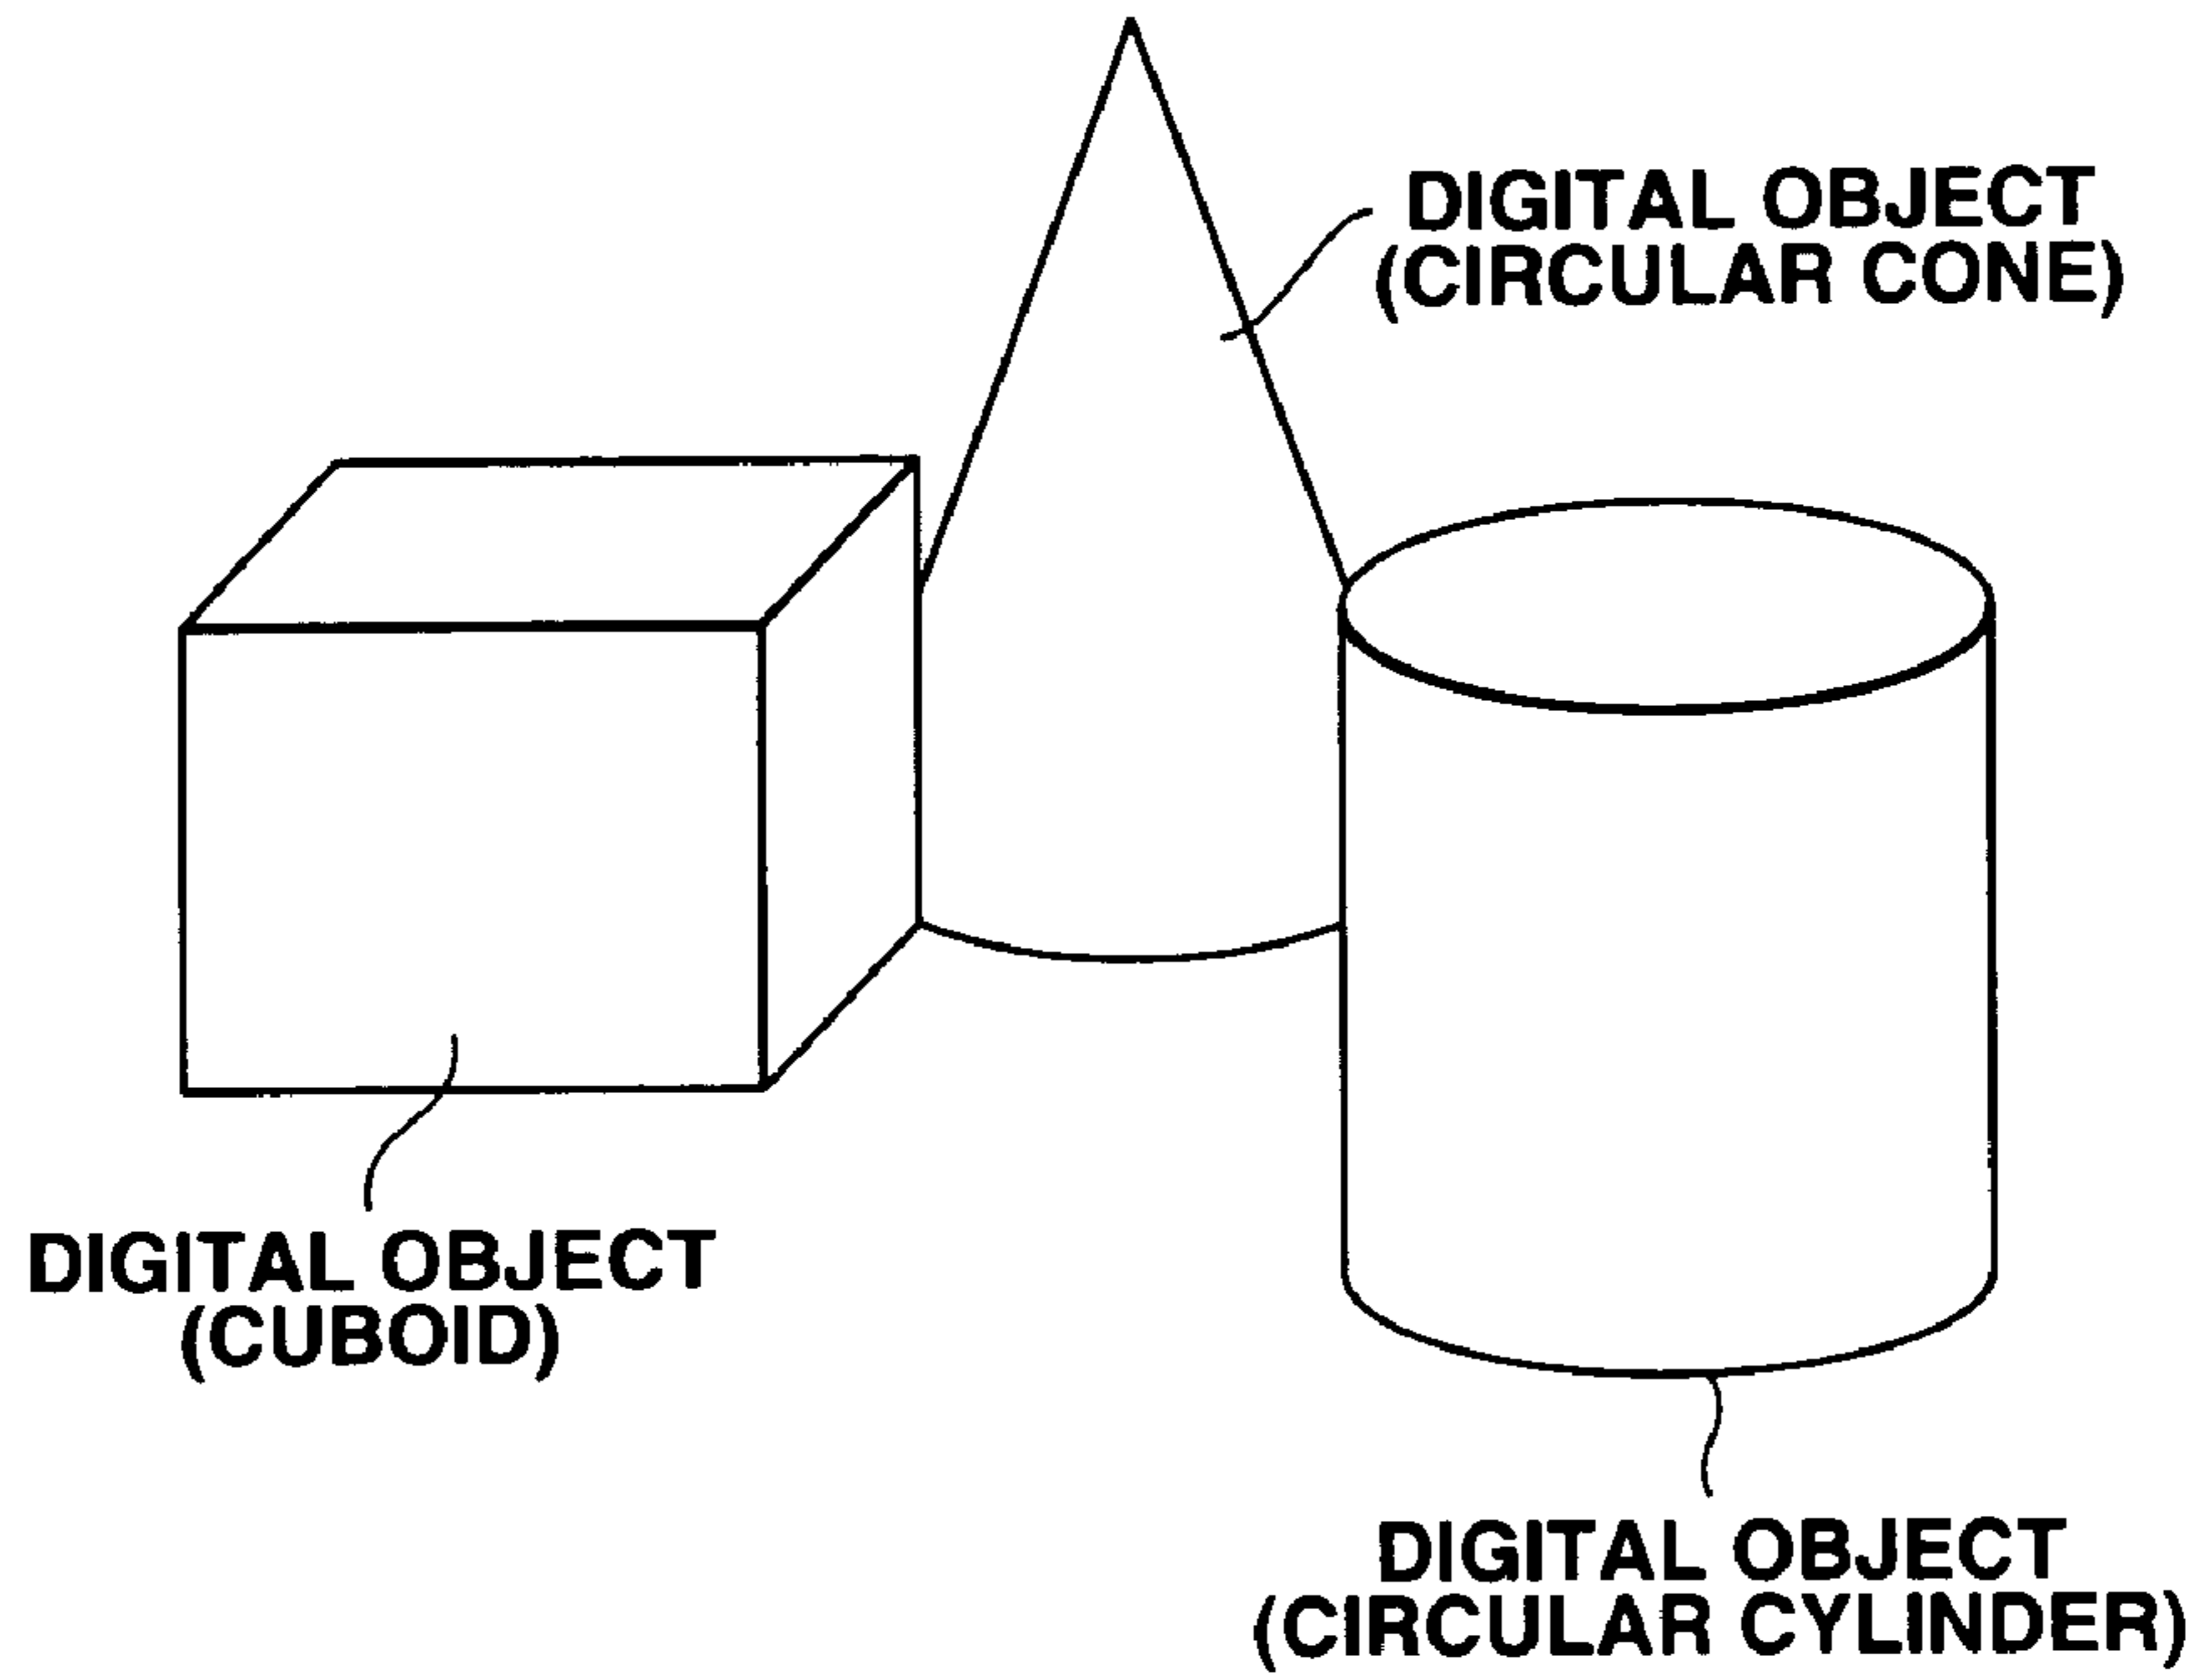 DIGITAL OBJECT
(CIRCULAR CONE)
DIGITAL OBJECT
(CUBOID)
DIGITAL OBJECT
(CIRCULAR CYLINDER)